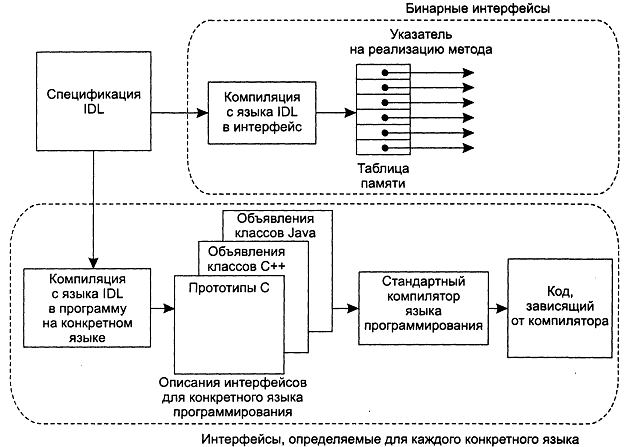 Бинарные интерфейсы
Указатель
на реализацию метода
Спецификация
IDL
Компиляция
с языка IDL
в интерфейс
Таблица
памяти
Объявления
классов Java
Объявления
классов C++
Прототипы C
Компиляция
с языка IDL
в программу
на конкретном
языке
Стандартный
компилятор
языка
программирования
Код,
зависящий
от компилятора
Описания интерфейсов
для конкретного языка
программирования
Интерфейсы, определяемые для каждого конкретного языка